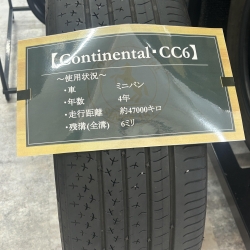 【Continental・CC6】
～使用状況～
・車 ミニバン
・年数 4年
・走行距離 約47000キロ
・残溝(全溝) 6ミリ